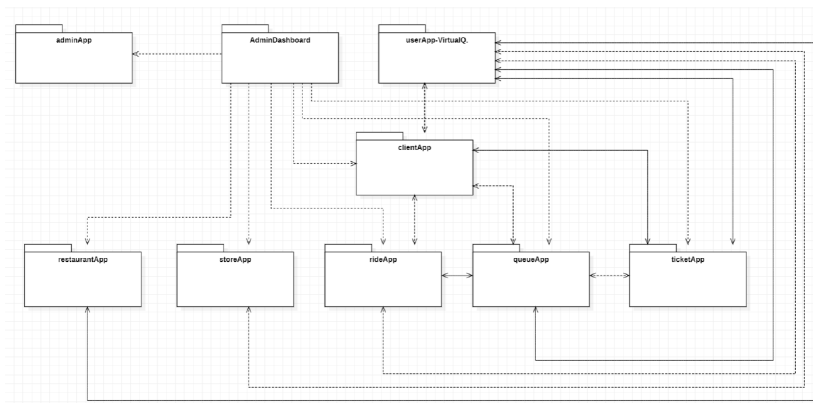 adminApp
AdminDashboard
userApp-VirtualQ.
clientApp
restaurantApp
storeApp
rideApp
queueApp
ticketApp